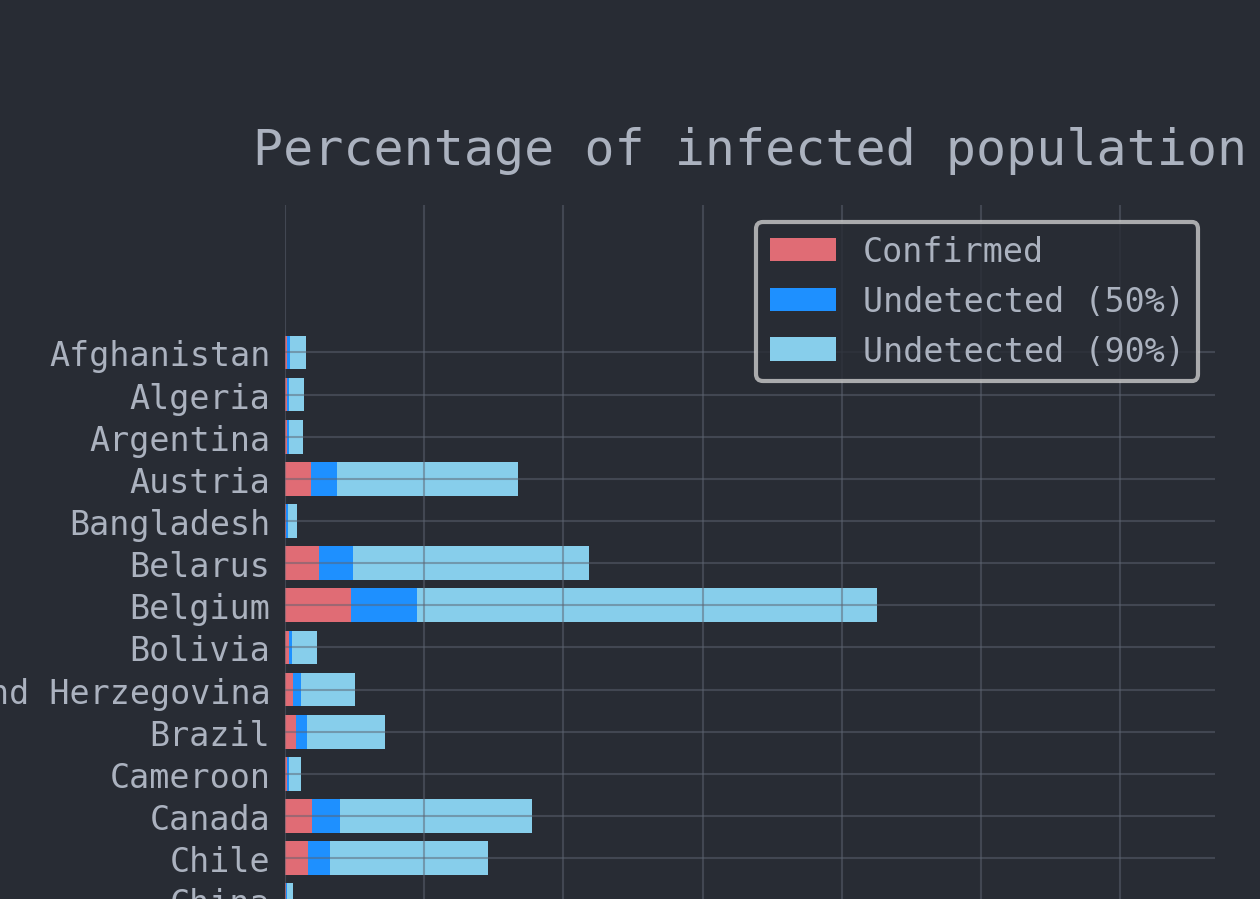 Percentage of infected population
Confirmed
Undetected (50%)
Undetected (90%)
Afghanistan
Algeria
Argentina
Austria
Bangladesh
Belarus
Belgium
Bolivia
Herzegovina
Brazil
Cameroon
Canada
Chile
China